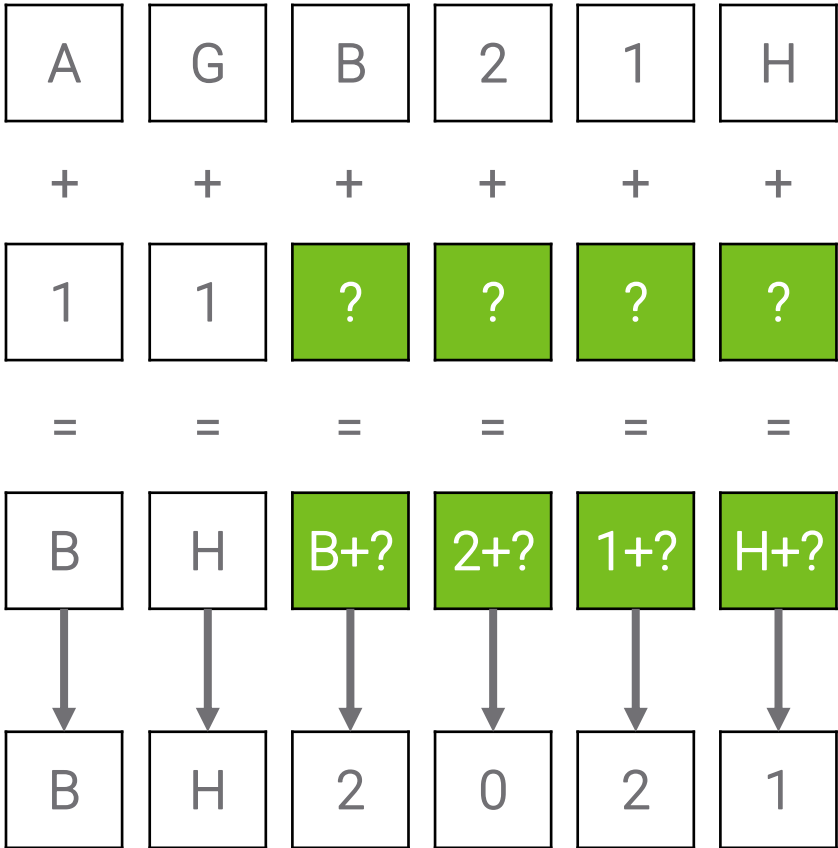 A G B 2 1 H
+ + + + + +
1 1 ? ? ? ?
= = = = = =
B H B+? 2+? 1+? H+?
B H 2 0 2 1